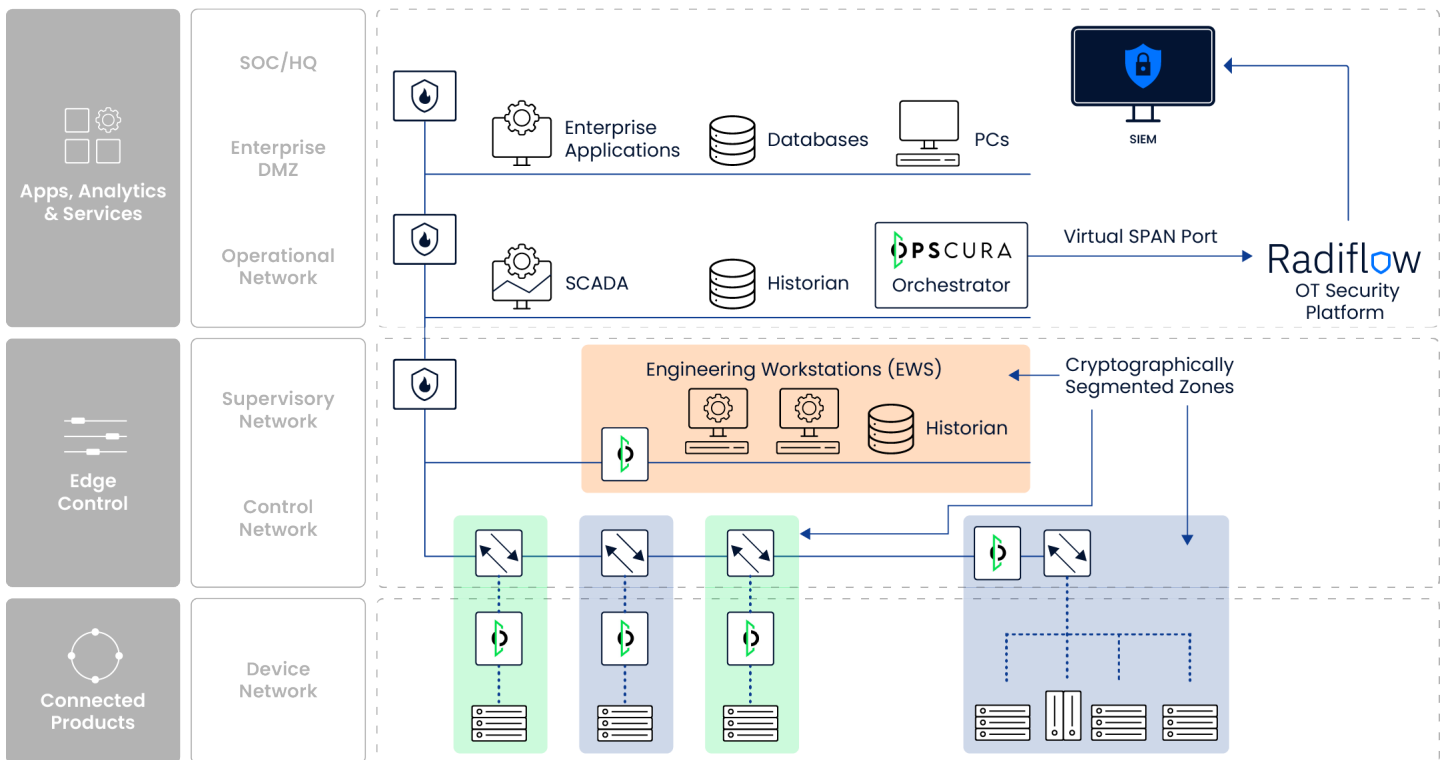 Apps, Analytics
& Services
SOC/HQ
Enterprise
DMZ
Operational
Network
Enterprise
Applications
Databases
PCs
SIEM
SCADA
Historian
OPSCURA
Orchestrator
Virtual SPAN Port
Radiflow
OT Security
Platform
Edge
Control
Supervisory
Network
Control
Network
Engineering Workstations (EWS)
Historian
Cryptographically
Segmented Zones
Connected
Products
Device
Network